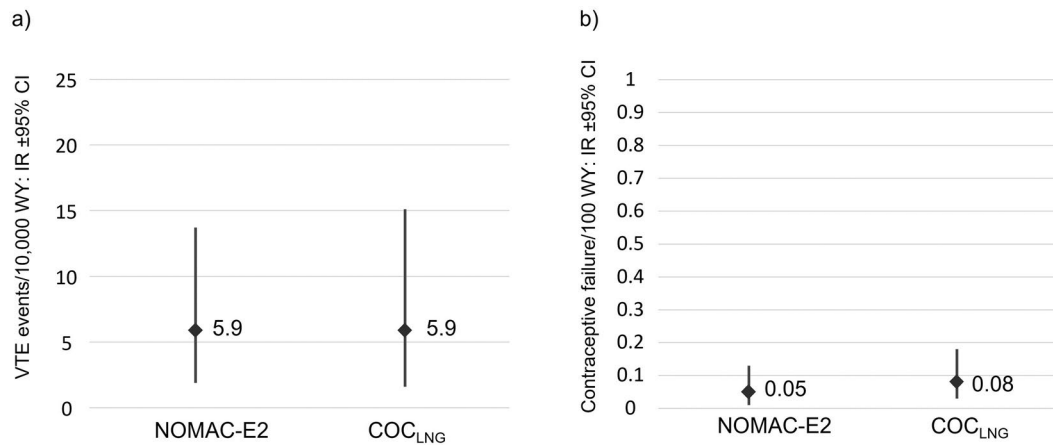 a)
VTE events/10,000 WY: IR ±95% CI
25
20
15
10
5
0
5.9
5.9
NOMAC-E2
COC_LNG
b)
Contraceptive failure/100 WY: IR ±95% CI
1
0.9
0.8
0.7
0.6
0.5
0.4
0.3
0.2
0.1
0
0.05
0.08
NOMAC-E2
COC_LNG